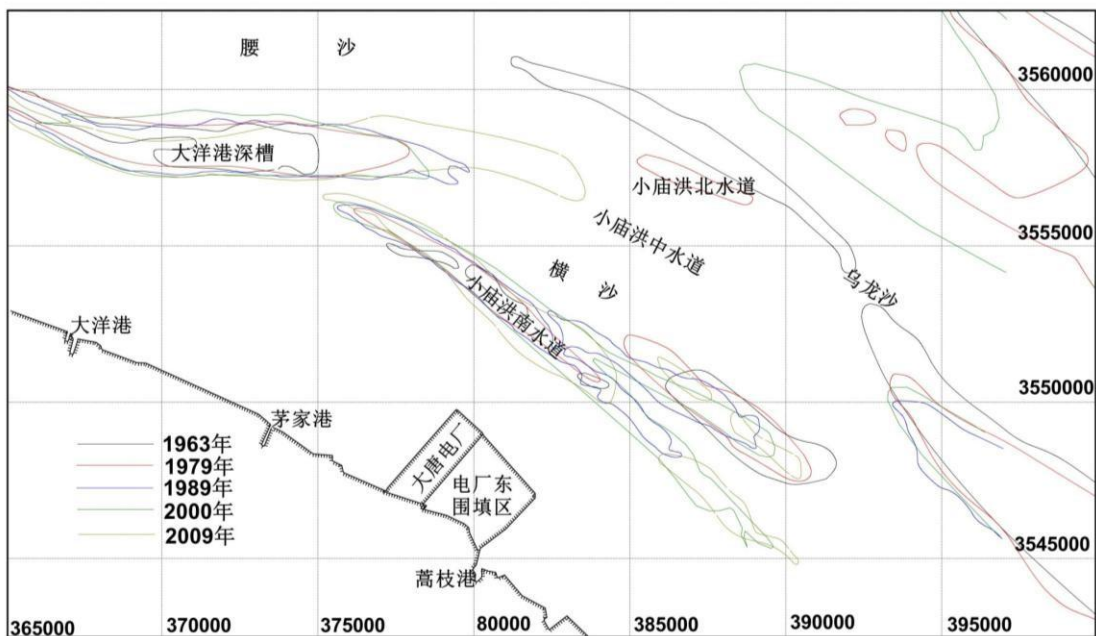 腰 沙
3560000
大洋港深槽
小庙洪北水道
小庙洪中水道
3555000
横 沙
乌龙沙
小庙洪南水道
大洋港
3550000
茅家港
1963年
1979年
1989年
2000年
2009年
大唐电厂
电厂东
围填区
3545000
蒿枝港
365000
370000
375000
80000
385000
390000
395000